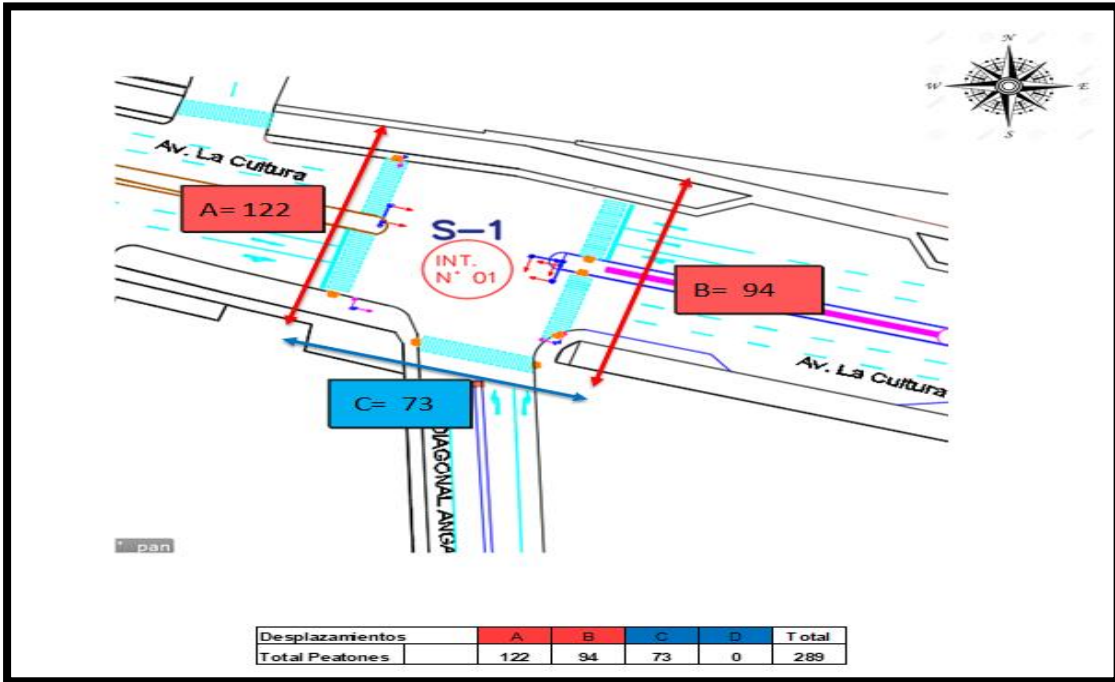 N
W E
S
Av. La Cultura
A= 122
S-1
INT.
N° 01
B= 94
Av. La Cultura
C= 73
DIAGONAL ANGA
pan
Desplazamientos A B C D Total
Total Peatones 122 94 73 0 289